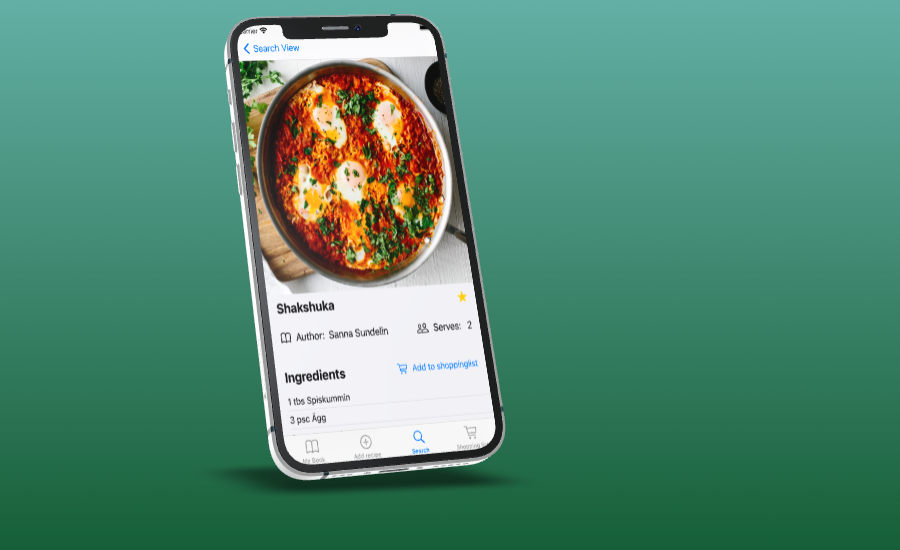 Search View
Shakshuka
Author: Sanna Sundelin
Serves: 2
Ingredients
Add to shoppinglist
1 tbs Spiskummin
3 psc Ägg
My Book
Add recipe
Search
Shopping